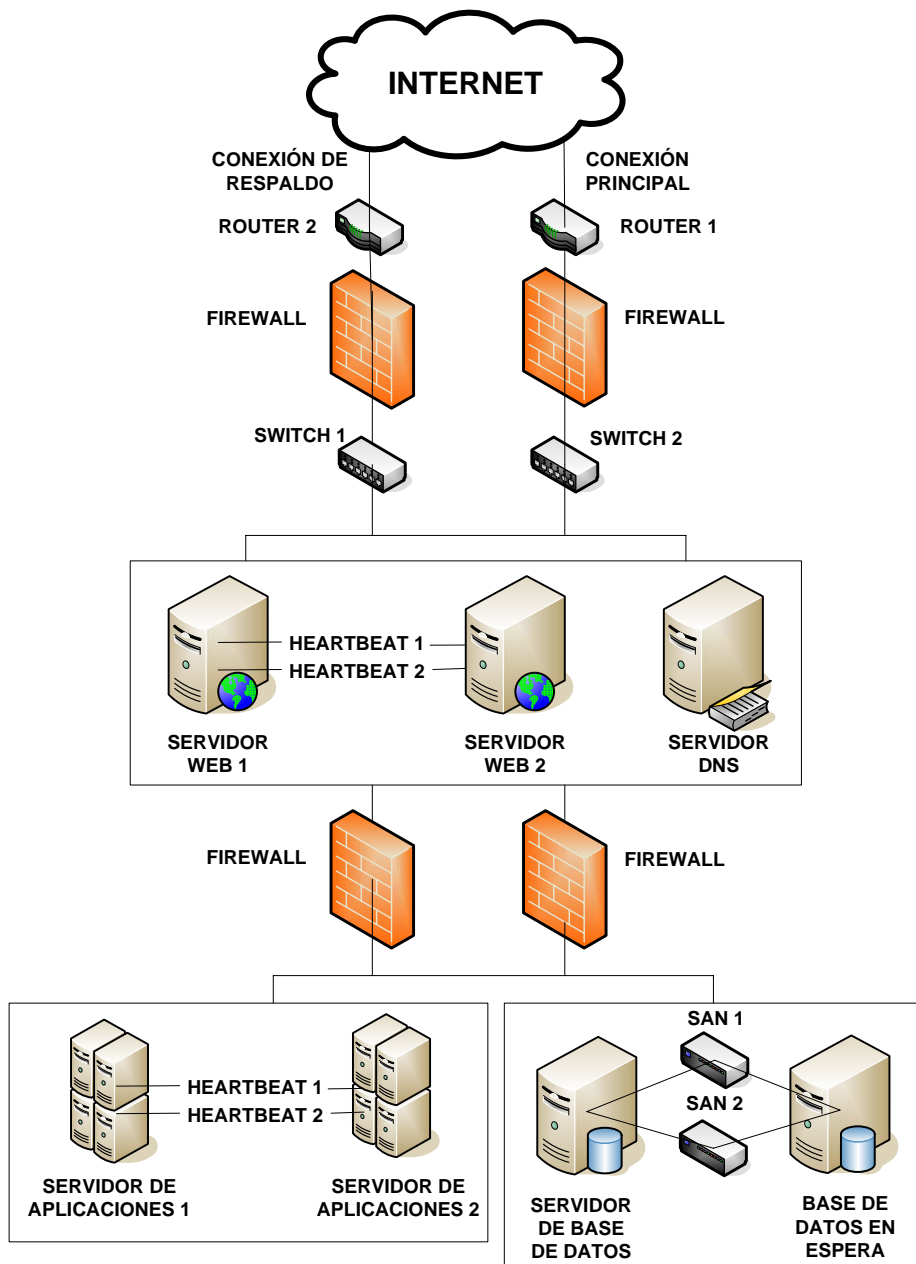 INTERNET
CONEXIÓN DE
RESPALDO
CONEXIÓN
PRINCIPAL
ROUTER 2
ROUTER 1
FIREWALL
FIREWALL
SWITCH 1
SWITCH 2
HEARTBEAT 1
HEARTBEAT 2
SERVIDOR
WEB 1
SERVIDOR
WEB 2
SERVIDOR
DNS
FIREWALL
FIREWALL
HEARTBEAT 1
HEARTBEAT 2
SERVIDOR DE
APLICACIONES 1
SERVIDOR DE
APLICACIONES 2
SAN 1
SAN 2
SERVIDOR
DE BASE
DE DATOS
BASE DE
DATOS EN
ESPERA